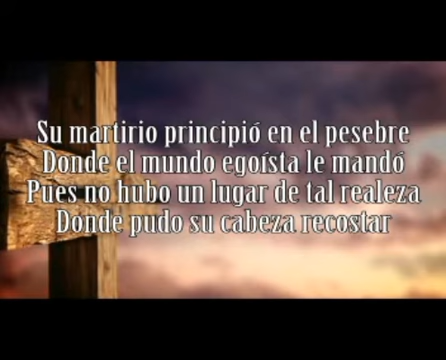 Su martirio principió en el pesebre
Donde el mundo egoísta le mandó
Pues no hubo un lugar de tal realeza
Donde pudo su cabeza recostar